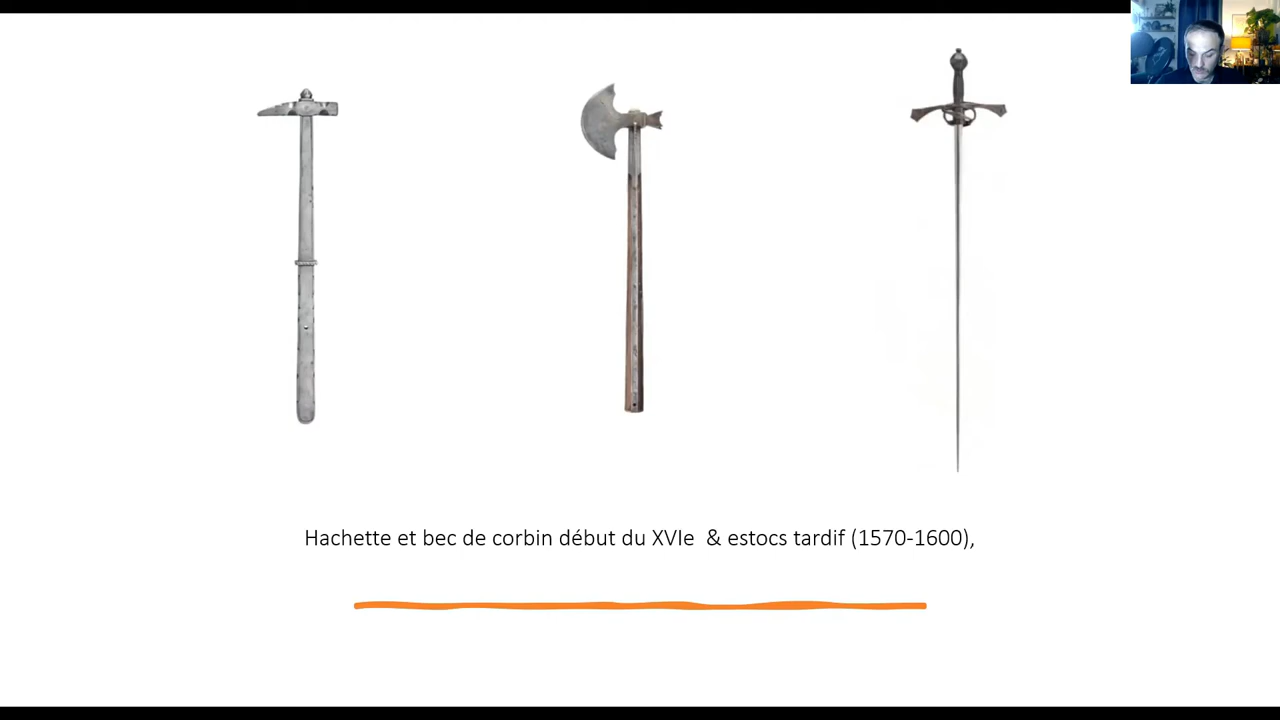 Hachette et bec de corbin début du XVIe & estocs tardif (1570-1600),